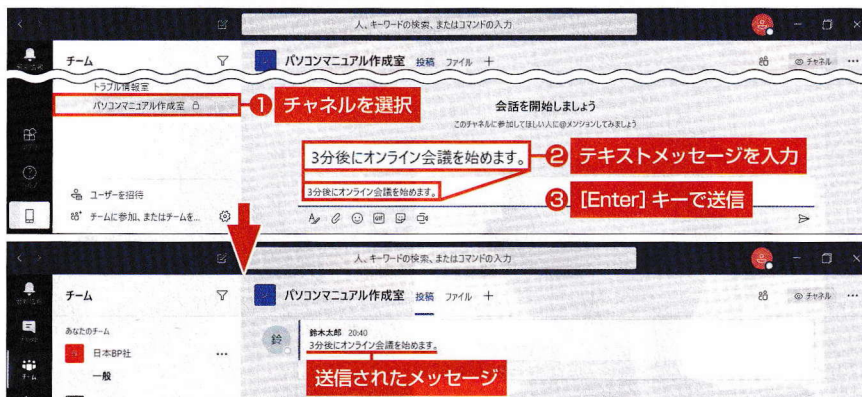 人、キーワードの検索、またはコマンドの入力
チーム
パソコンマニュアル作成室 投稿 ファイル +
チャネル
トラブル情報室
パソコンマニュアル作成室
❶ チャネルを選択
会話を開始しましょう
このチャネルに参加してほしい人に@メンションしてみましょう
3分後にオンライン会議を始めます。
❷ テキストメッセージを入力
3分後にオンライン会議を始めます。
❸ [Enter] キーで送信
ユーザーを招待
チームに参加、またはチームを...
GIF
人、キーワードの検索、またはコマンドの入力
チーム
パソコンマニュアル作成室 投稿 ファイル +
チャネル
あなたのチーム
鈴
鈴木太郎 20:40
3分後にオンライン会議を始めます。
日本BP社
一般
チーム
送信されたメッセージ